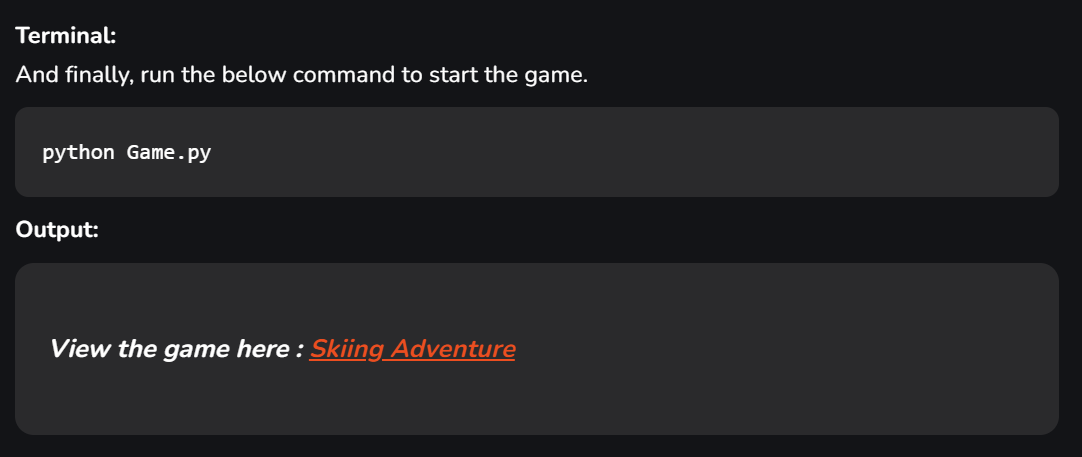 Terminal:
And finally, run the below command to start the game.
python Game.py
Output:
View the game here : Skiing Adventure